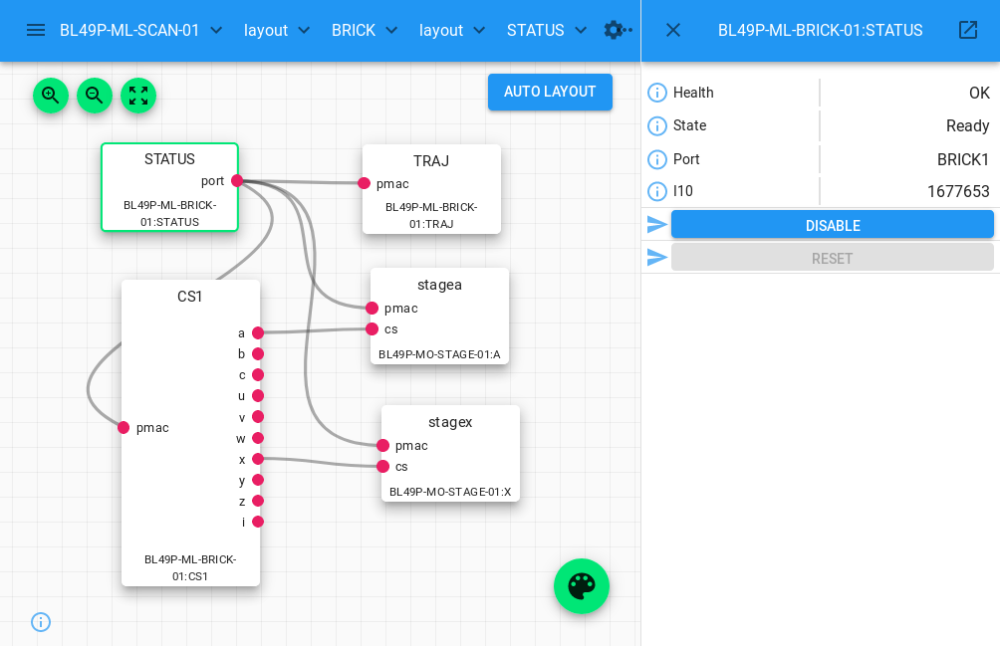 BL49P-ML-SCAN-01 layout BRICK layout STATUS
BL49P-ML-BRICK-01:STATUS
AUTO LAYOUT
STATUS
port
BL49P-ML-BRICK-
01:STATUS
TRAJ
pmac
BL49P-ML-BRICK-
01:TRAJ
stagea
pmac
cs
BL49P-MO-STAGE-01:A
CS1
a
b
c
u
v
w
x
y
z
i
pmac
BL49P-ML-BRICK-
01:CS1
stagex
pmac
cs
BL49P-MO-STAGE-01:X
Health OK
State Ready
Port BRICK1
I10 1677653
DISABLE
RESET